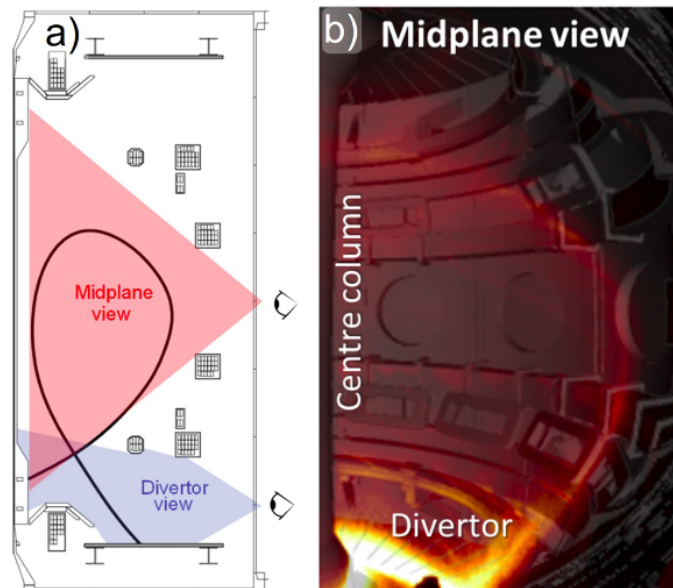 a)
Midplane
view
Divertor
view
b)
Midplane view
Centre column
Divertor